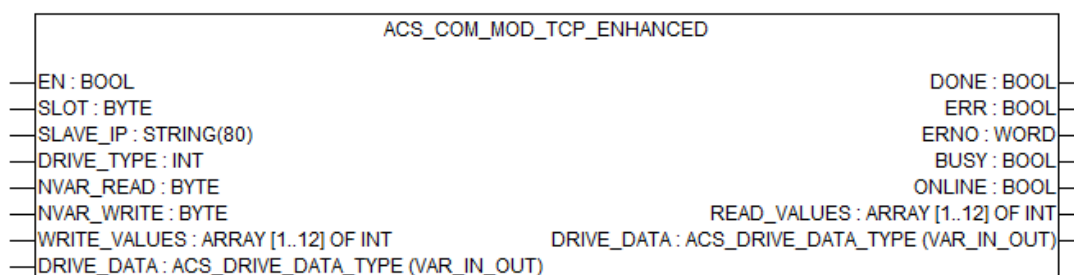 ACS_COM_MOD_TCP_ENHANCED
EN : BOOL DONE : BOOL
SLOT : BYTE ERR : BOOL
SLAVE_IP : STRING(80) ERNO : WORD
DRIVE_TYPE : INT BUSY : BOOL
NVAR_READ : BYTE ONLINE : BOOL
NVAR_WRITE : BYTE READ_VALUES : ARRAY [1..12] OF INT
WRITE_VALUES : ARRAY [1..12] OF INT DRIVE_DATA : ACS_DRIVE_DATA_TYPE (VAR_IN_OUT)
DRIVE_DATA : ACS_DRIVE_DATA_TYPE (VAR_IN_OUT)